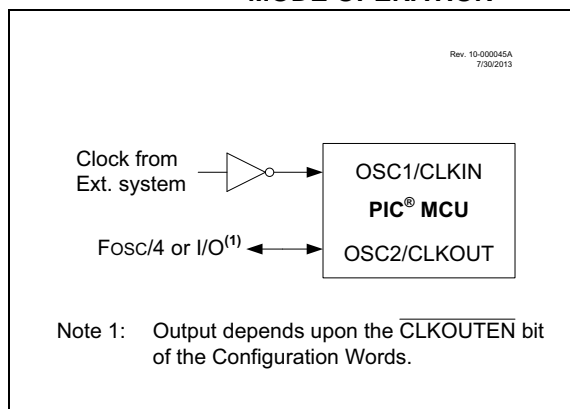 MODE OPERATION
Rev. 10-000045A
7/30/2013
Clock from
Ext. system
OSC1/CLKIN
PIC® MCU
FOSC/4 or I/O(1)
OSC2/CLKOUT
Note 1: Output depends upon the CLKOUTEN bit
of the Configuration Words.